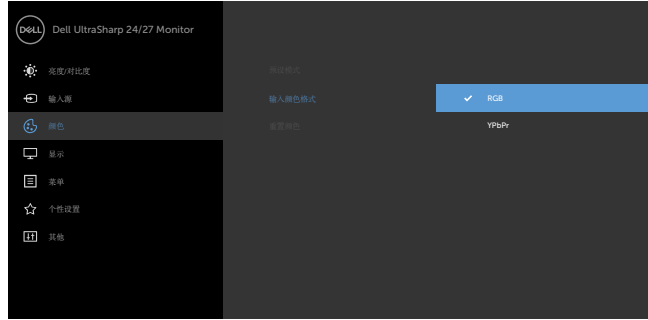 DELL Dell UltraSharp 24/27 Monitor
亮度/对比度
预设模式
输入源
输入颜色格式
✓ RGB
颜色
重置颜色
YPbPr
显示
菜单
个性设置
其他